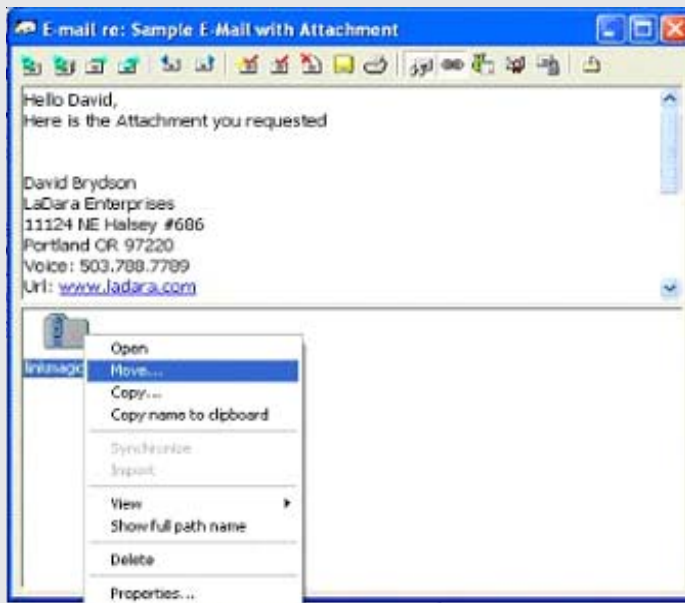 E-mail re: Sample E-Mail with Attachment
Hello David,
Here is the Attachment you requested
David Brydson
LaDara Enterprises
11124 NE Halsey #686
Portland OR 97220
Voice: 503.788.7789
Url: www.ladara.com
linkmagic
Open
Move...
Copy...
Copy name to clipboard
Synchronize
Import
View
Show full path name
Delete
Properties...